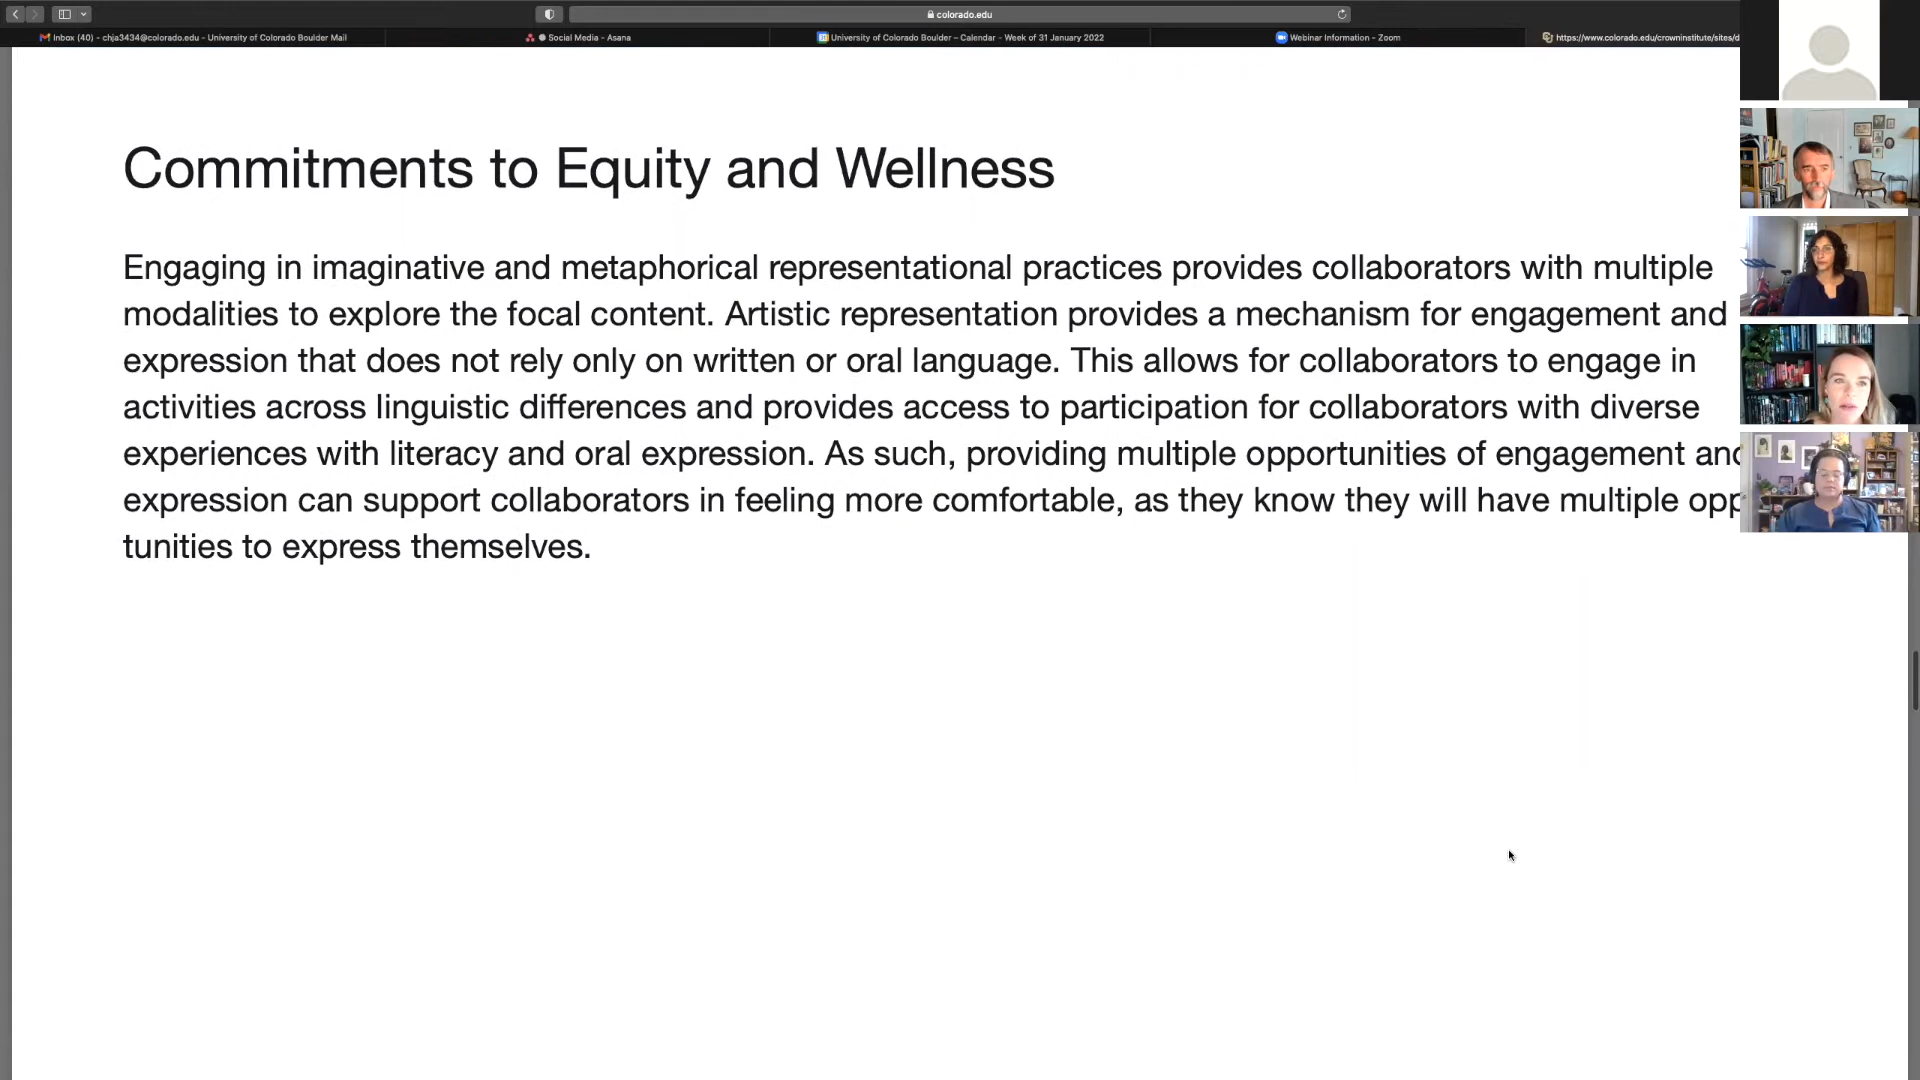 colorado.edu
Inbox (40) - chja3434@colorado.edu - University of Colorado Boulder Mail
Social Media - Asana
University of Colorado Boulder – Calendar - Week of 31 January 2022
Webinar Information - Zoom
https://www.colorado.edu/crowninstitute/sites/d
Commitments to Equity and Wellness
Engaging in imaginative and metaphorical representational practices provides collaborators with multiple
modalities to explore the focal content. Artistic representation provides a mechanism for engagement and
expression that does not rely only on written or oral language. This allows for collaborators to engage in
activities across linguistic differences and provides access to participation for collaborators with diverse
experiences with literacy and oral expression. As such, providing multiple opportunities of engagement and
expression can support collaborators in feeling more comfortable, as they know they will have multiple opp
tunities to express themselves.